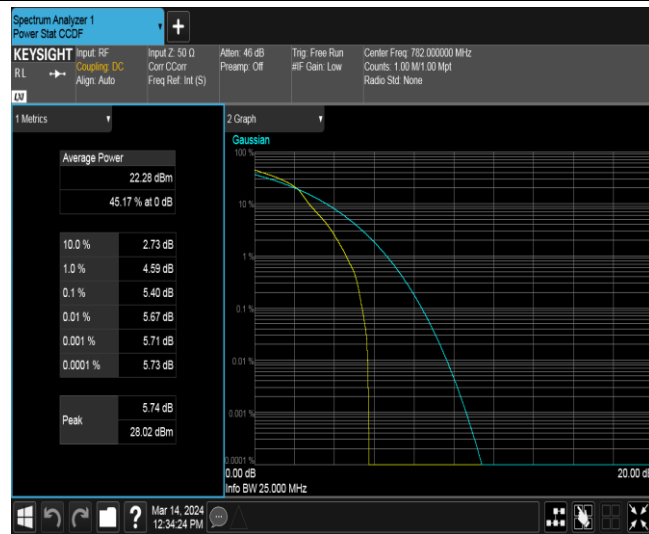 Spectrum Analyzer 1
Power Stat CCDF
+
KEYSIGHT
RL
LXI
Input: RF
Coupling: DC
Align: Auto
Input Z: 50 Ω
Corr CCorr
Freq Ref: Int (S)
Atten: 46 dB
Preamp: Off
Trig: Free Run
#IF Gain: Low
Center Freq: 782.000000 MHz
Counts: 1.00 M/1.00 Mpt
Radio Std: None
1 Metrics
Average Power
22.28 dBm
45.17 % at 0 dB
10.0 % 2.73 dB
1.0 % 4.59 dB
0.1 % 5.40 dB
0.01 % 5.67 dB
0.001 % 5.71 dB
0.0001 % 5.73 dB
Peak
5.74 dB
28.02 dBm
2 Graph
Gaussian
100 %
10 %
1 %
0.1 %
0.01 %
0.001 %
0.0001 %
0.00 dB
20.00 dB
Info BW 25.000 MHz
?
Mar 14, 2024
12:34:24 PM